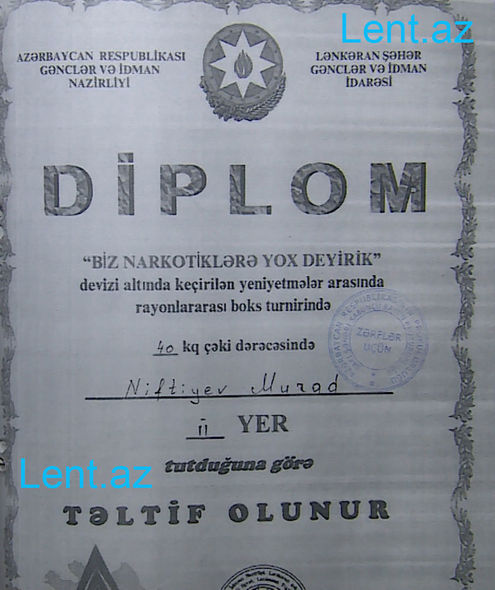 Lent.az
AZƏRBAYCAN RESPUBLİKASI
GƏNCLƏR VƏ İDMAN
NAZİRLİYİ
LƏNKƏRAN ŞƏHƏR
GƏNCLƏR VƏ İDMAN
İDARƏSİ
DİPLOM
“BİZ NARKOTİKLƏRƏ YOX DEYİRİK”
devizi altında keçirilən yeniyetmələr arasında
rayonlararası boks turnirində
ZƏRFLƏR
ÜÇÜN
40 kq çəki dərəcəsində
Niftiyev Murad
II YER
Lent.az
tutduğuna görə
TƏLTİF OLUNUR